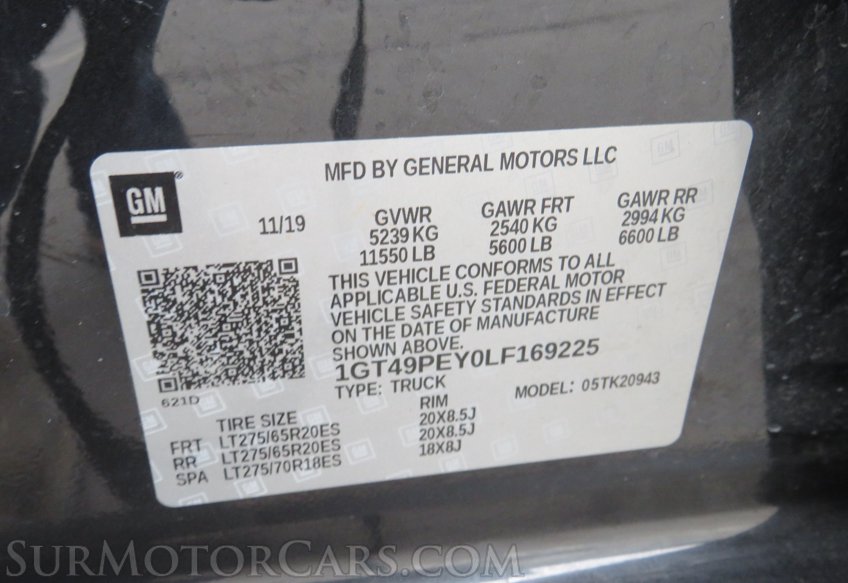 MFD BY GENERAL MOTORS LLC
GM ®
11/19
GVWR
5239 KG
11550 LB
GAWR FRT
2540 KG
5600 LB
GAWR RR
2994 KG
6600 LB
THIS VEHICLE CONFORMS TO ALL
APPLICABLE U.S. FEDERAL MOTOR
VEHICLE SAFETY STANDARDS IN EFFECT
ON THE DATE OF MANUFACTURE
SHOWN ABOVE.
1GT49PEY0LF169225
TYPE: TRUCK
MODEL: 05TK20943
621D
TIRE SIZE RIM
FRT LT275/65R20ES 20X8.5J
RR LT275/65R20ES 20X8.5J
SPA LT275/70R18ES 18X8J
SurMotorCars.com